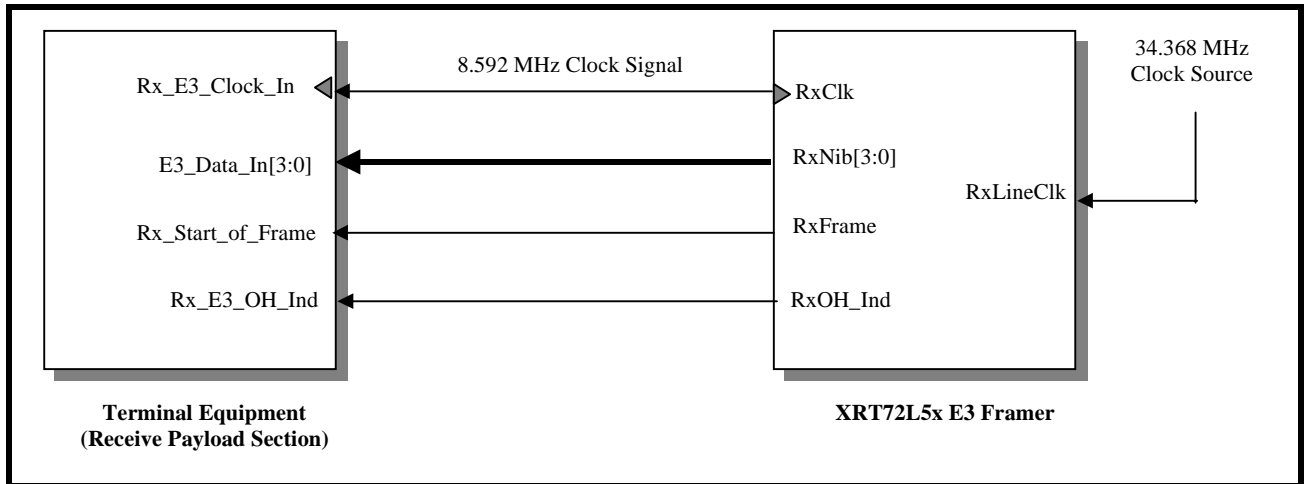 34.368 MHz
Clock Source
8.592 MHz Clock Signal
Rx_E3_Clock_In
RxClk
E3_Data_In[3:0]
RxNib[3:0]
RxLineClk
Rx_Start_of_Frame
RxFrame
Rx_E3_OH_Ind
RxOH_Ind
Terminal Equipment
(Receive Payload Section)
XRT72L5x E3 Framer